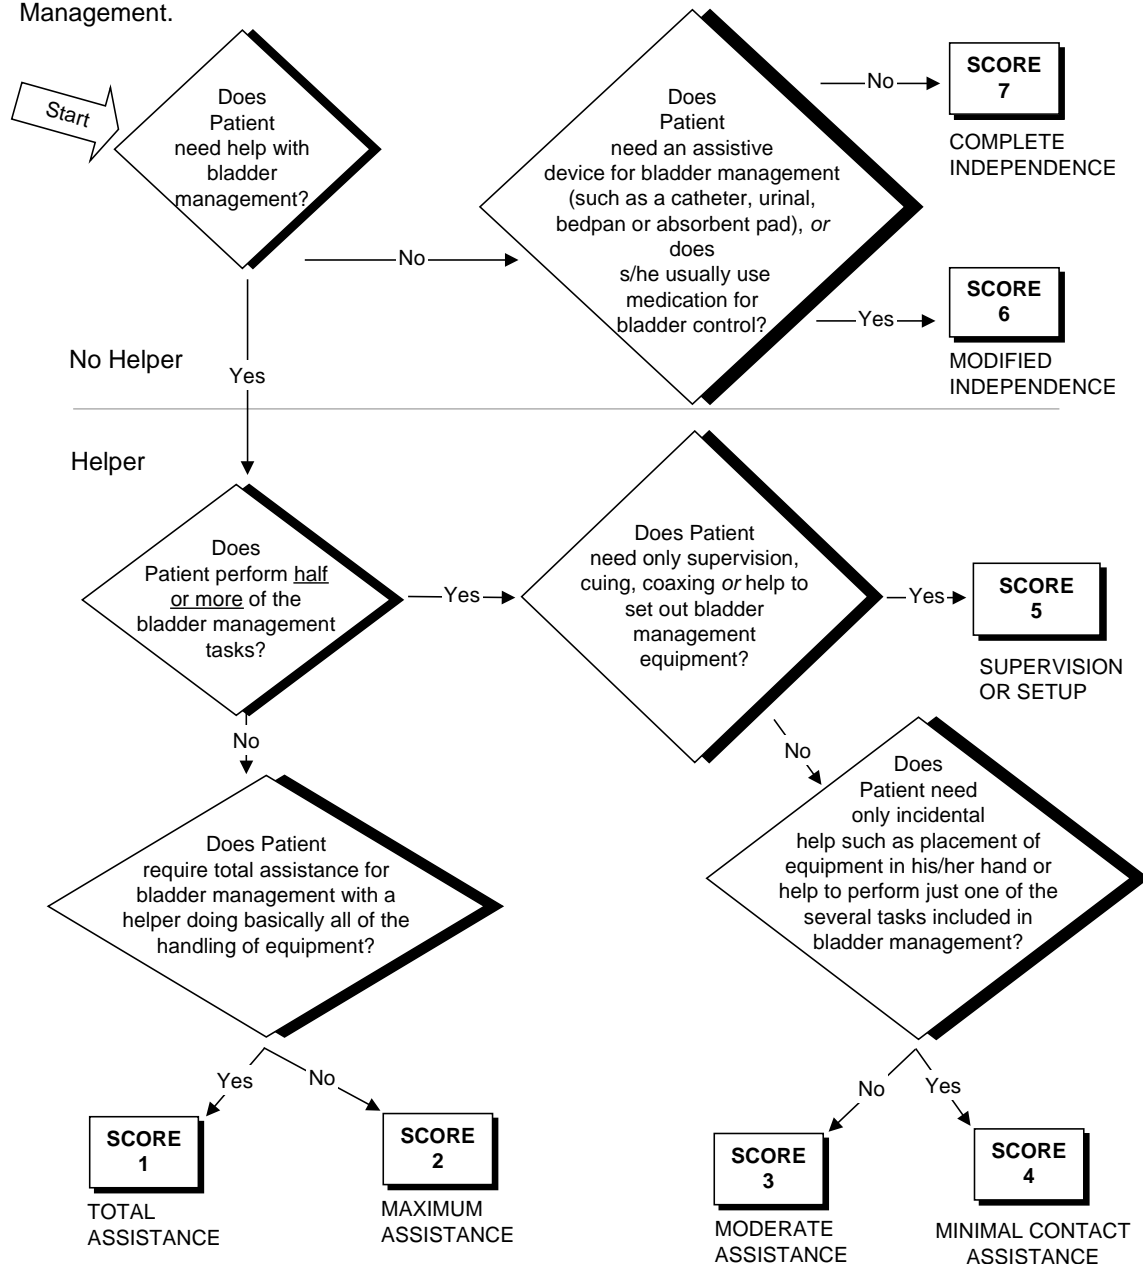 Management.
Start
Does
Patient
need help with
bladder
management?
No
Does
Patient
need an assistive
device for bladder management
(such as a catheter, urinal,
bedpan or absorbent pad), or
does
s/he usually use
medication for
bladder control?
No
SCORE
7
COMPLETE
INDEPENDENCE
Yes
SCORE
6
MODIFIED
INDEPENDENCE
No Helper
Yes
Helper
Does
Patient perform half
or more of the
bladder management
tasks?
Yes
Does Patient
need only supervision,
cuing, coaxing or help to
set out bladder
management
equipment?
Yes
SCORE
5
SUPERVISION
OR SETUP
No
No
Does Patient
require total assistance for
bladder management with a
helper doing basically all of the
handling of equipment?
Does
Patient need
only incidental
help such as placement of
equipment in his/her hand or
help to perform just one of the
several tasks included in
bladder management?
Yes
No
No
Yes
SCORE
1
TOTAL
ASSISTANCE
SCORE
2
MAXIMUM
ASSISTANCE
SCORE
3
MODERATE
ASSISTANCE
SCORE
4
MINIMAL CONTACT
ASSISTANCE